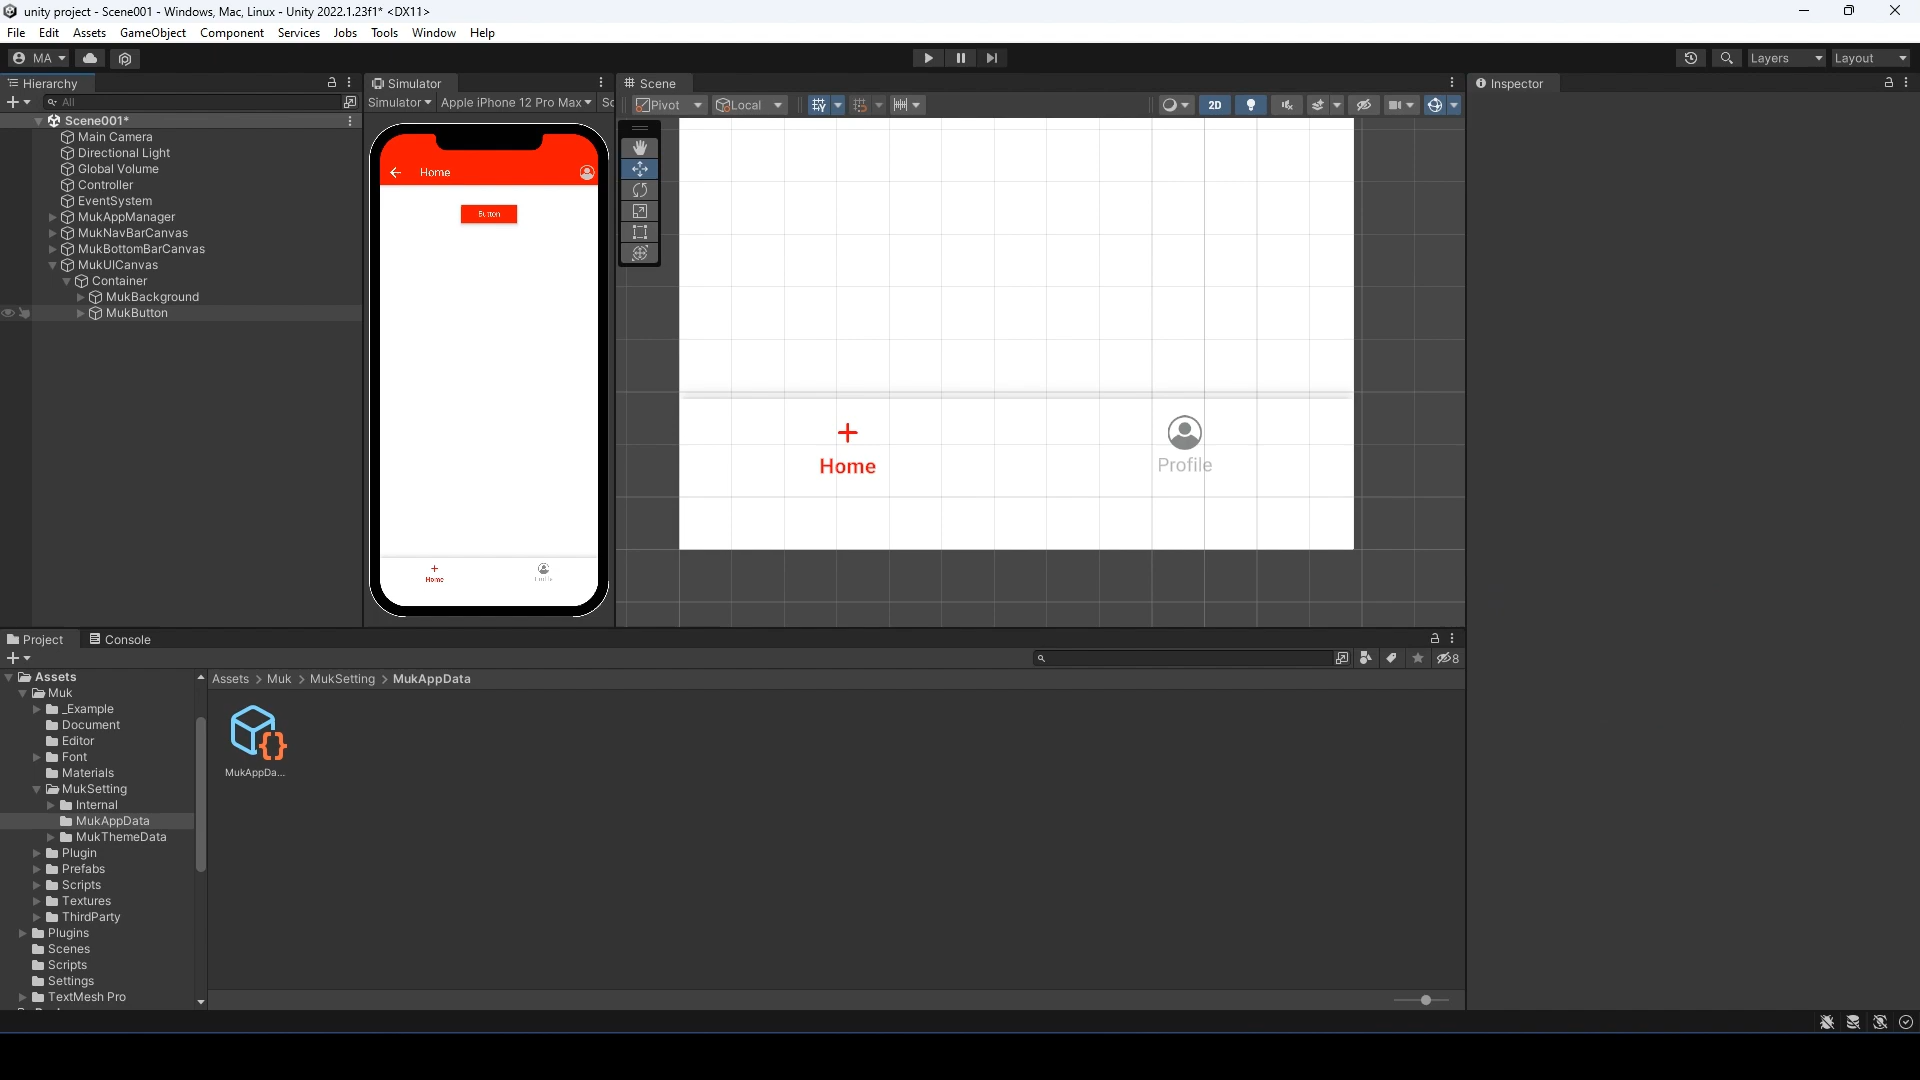 unity project - Scene001 - Windows, Mac, Linux - Unity 2022.1.23f1* <DX11>
File Edit Assets GameObject Component Services Jobs Tools Window Help
MA
Layers
Layout
Hierarchy
All
Scene001*
Main Camera
Directional Light
Global Volume
Controller
EventSystem
MukAppManager
MukNavBarCanvas
MukBottomBarCanvas
MukUICanvas
Container
MukBackground
MukButton
Simulator
Simulator Apple iPhone 12 Pro Max Sc
Home
Button
Home
Scene
Pivot Local
2D
Home
Profile
Inspector
Project Console
8
Assets
Muk
_Example
Document
Editor
Font
Materials
MukSetting
Internal
MukAppData
MukThemeData
Plugin
Prefabs
Scripts
Textures
ThirdParty
Plugins
Scenes
Scripts
Settings
TextMesh Pro
Assets > Muk > MukSetting > MukAppData
MukAppDa...